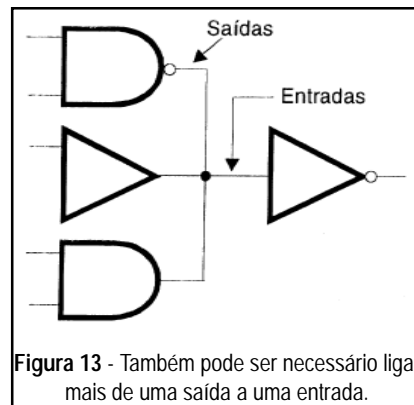 Saídas
Entradas
Figura 13 - Também pode ser necessário liga
mais de uma saída a uma entrada.